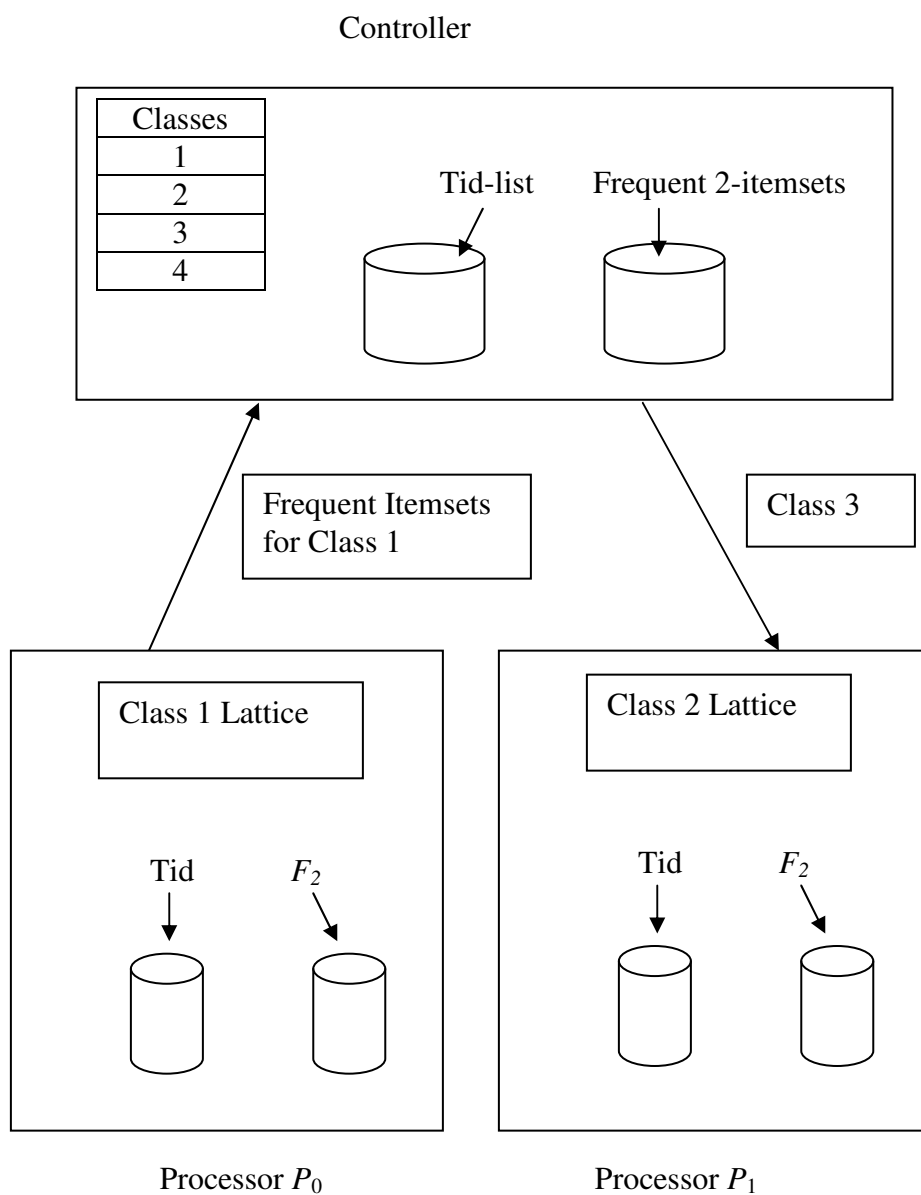 Controller
Classes
1
2
3
4
Tid-list
Frequent 2-itemsets
Frequent Itemsets
for Class 1
Class 3
Class 1 Lattice
Tid
F₂
Class 2 Lattice
Tid
F₂
Processor P₀
Processor P₁